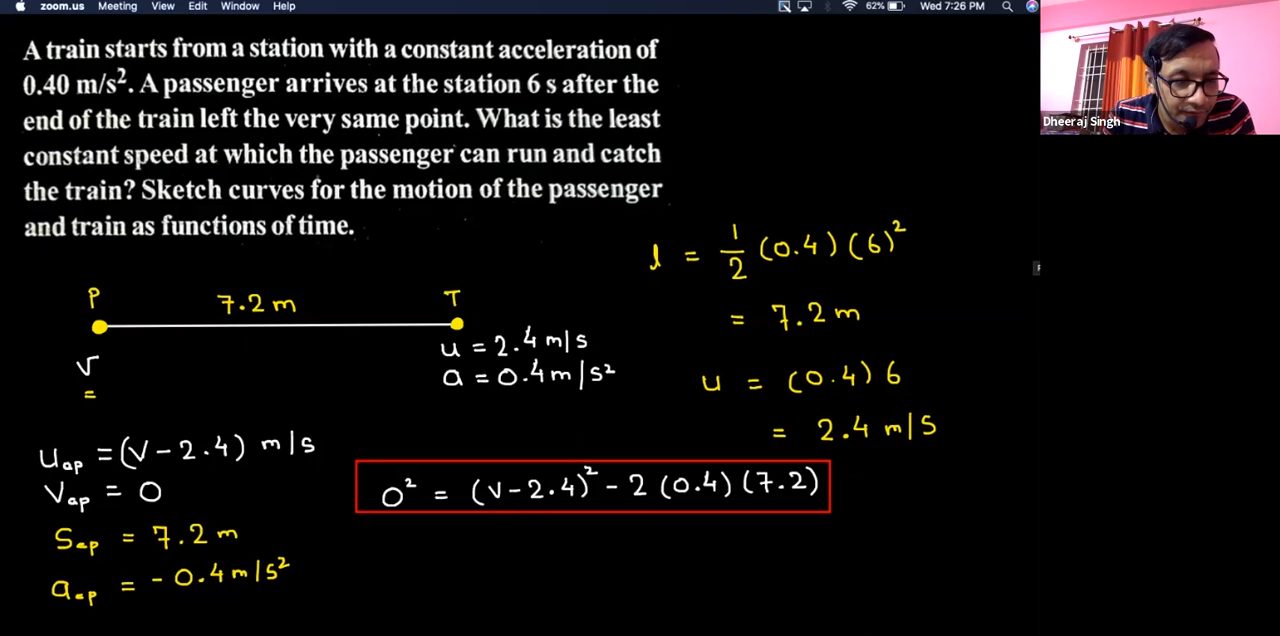 zoom.us Meeting View Edit Window Help
62% Wed 7:26 PM
A train starts from a station with a constant acceleration of
0.40 m/s². A passenger arrives at the station 6 s after the
end of the train left the very same point. What is the least
constant speed at which the passenger can run and catch
the train? Sketch curves for the motion of the passenger
and train as functions of time.
Dheeraj Singh
l = 1/2 (0.4) (6)²
= 7.2 m
P 7.2 m T
V
=
u = 2.4 m/s
a = 0.4 m/s²
u = (0.4) 6
= 2.4 m/s
uap = (V - 2.4) m/s
Vap = 0
Sap = 7.2 m
aap = - 0.4 m/s²
0² = (V - 2.4)² - 2 (0.4) (7.2)